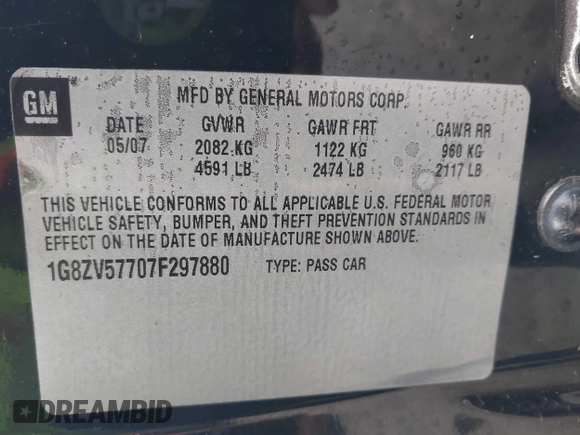 GM
MFD BY GENERAL MOTORS CORP.
DATE GVWR GAWR FRT GAWR RR
05/07 2082 KG 1122 KG 960 KG
4591 LB 2474 LB 2117 LB
THIS VEHICLE CONFORMS TO ALL APPLICABLE U.S. FEDERAL MOTOR
VEHICLE SAFETY, BUMPER, AND THEFT PREVENTION STANDARDS IN
EFFECT ON THE DATE OF MANUFACTURE SHOWN ABOVE.
1G8ZV57707F297880 TYPE: PASS CAR
DREAMBID